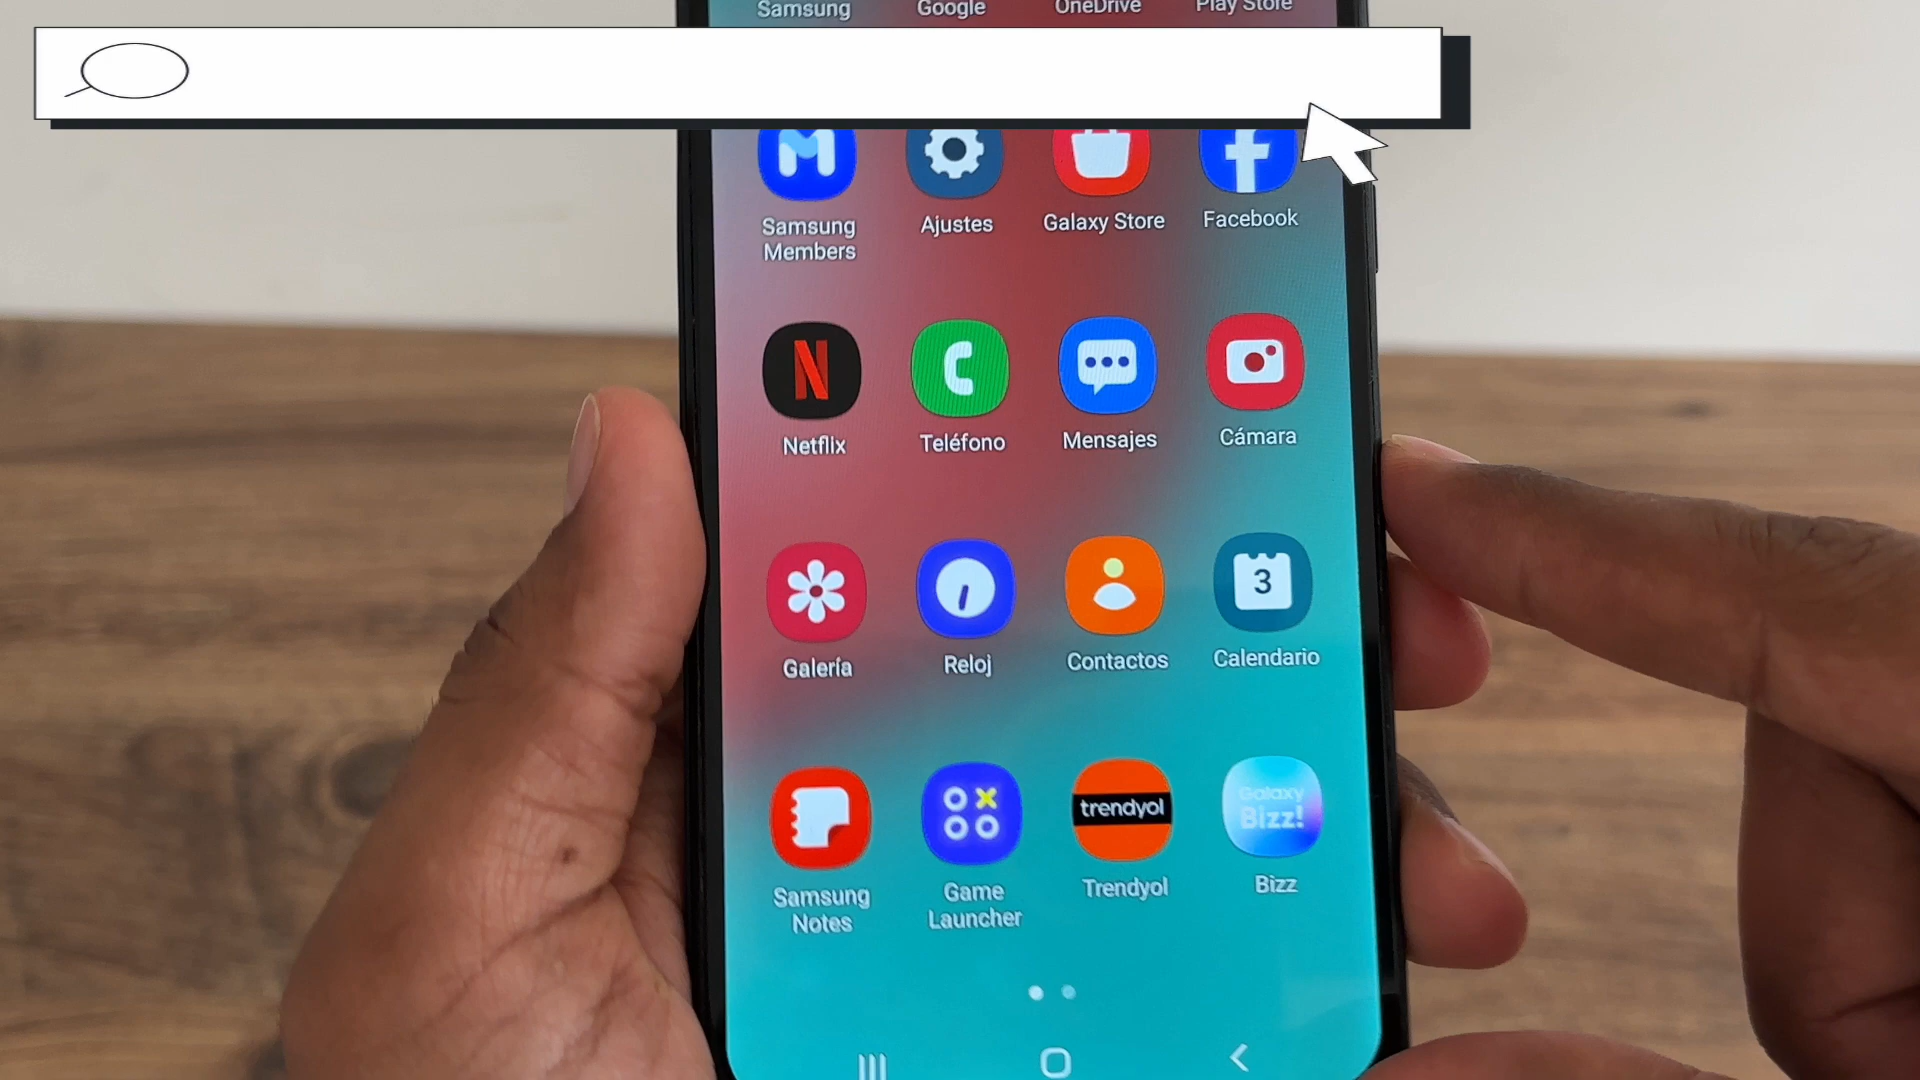 Samsung Google OneDrive Play Store
Samsung Members
Ajustes
Galaxy Store
Facebook
Netflix
Teléfono
Mensajes
Cámara
Galería
Reloj
Contactos
3
Calendario
Samsung Notes
Game Launcher
trendyol
Trendyol
Galaxy
Bizz!
Bizz